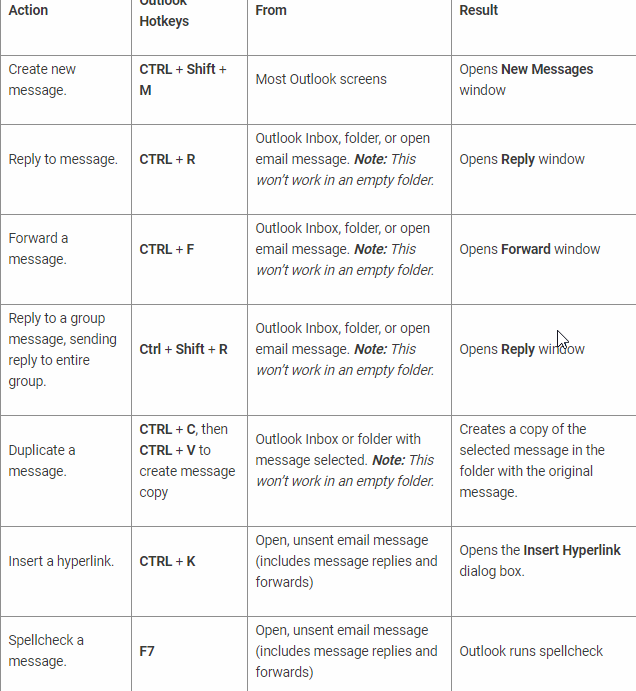 Action
Outlook
Hotkeys
From
Result
Create new
message.
CTRL + Shift +
M
Most Outlook screens
Opens New Messages
window
Reply to message.
CTRL + R
Outlook Inbox, folder, or open
email message. Note: This
won't work in an empty folder.
Opens Reply window
Forward a
message.
CTRL + F
Outlook Inbox, folder, or open
email message. Note: This
won't work in an empty folder.
Opens Forward window
Reply to a group
message, sending
reply to entire
group.
Ctrl + Shift + R
Outlook Inbox, folder, or open
email message. Note: This
won't work in an empty folder.
Opens Reply window
Duplicate a
message.
CTRL + C, then
CTRL + V to
create message
copy
Outlook Inbox or folder with
message selected. Note: This
won't work in an empty folder.
Creates a copy of the
selected message in the
folder with the original
message.
Insert a hyperlink.
CTRL + K
Open, unsent email message
(includes message replies and
forwards)
Opens the Insert Hyperlink
dialog box.
Spellcheck a
message.
F7
Open, unsent email message
(includes message replies and
forwards)
Outlook runs spellcheck